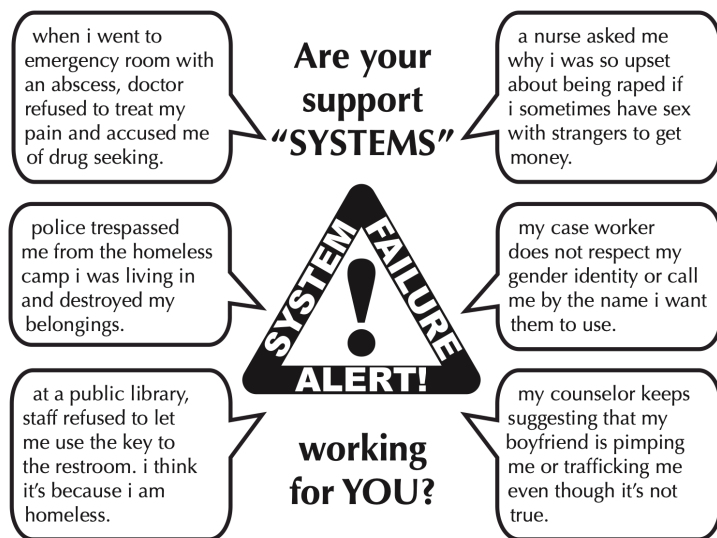 when i went to
emergency room with
an abscess, doctor
refused to treat my
pain and accused me
of drug seeking.
Are your
support
“SYSTEMS”
a nurse asked me
why i was so upset
about being raped if
i sometimes have sex
with strangers to get
money.
police trespassed
me from the homeless
camp i was living in
and destroyed my
belongings.
SYSTEM
FAILURE
!
ALERT!
my case worker
does not respect my
gender identity or call
me by the name i want
them to use.
at a public library,
staff refused to let
me use the key to
the restroom. i think
it’s because i am
homeless.
working
for YOU?
my counselor keeps
suggesting that my
boyfriend is pimping
me or trafficking me
even though it’s not
true.